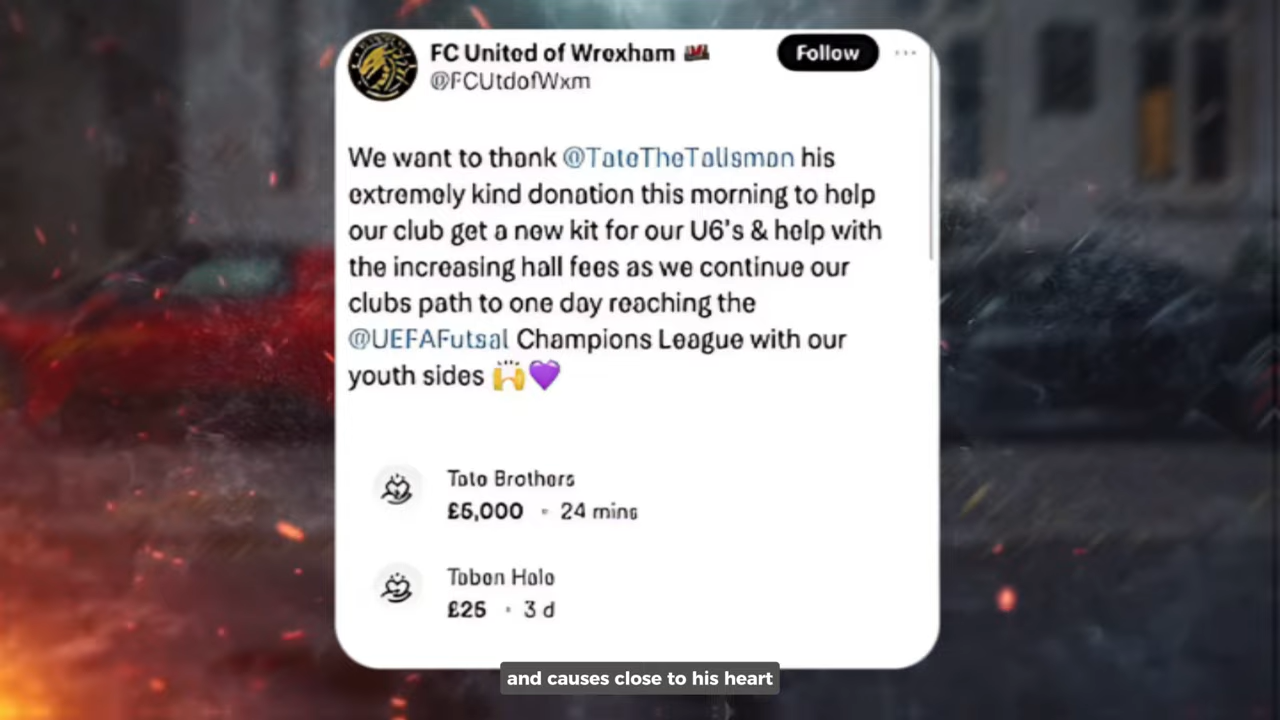 FC United of Wrexham
Follow
@FCUtdofWxm
We want to thank @TateTheTalisman his
extremely kind donation this morning to help
our club get a new kit for our U6's & help with
the increasing hall fees as we continue our
clubs path to one day reaching the
@UEFAFutsal Champions League with our
youth sides 🙌💜
Tate Brothers
£5,000 • 24 mins
£25 • 3 d
and causes close to his heart